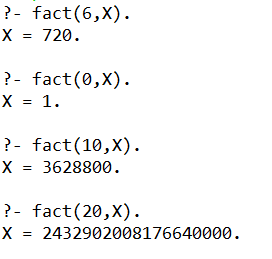 ?- fact(6,X).
X = 720.
?- fact(0,X).
X = 1.
?- fact(10,X).
X = 3628800.
?- fact(20,X).
X = 2432902008176640000.